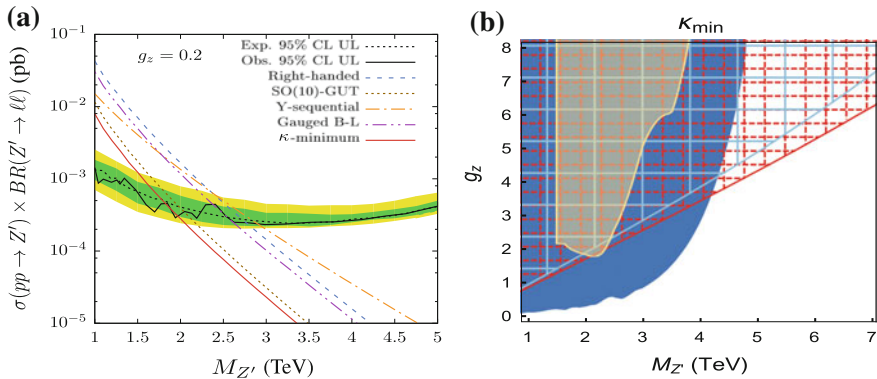 (a)
g_z = 0.2
Exp. 95% CL UL
Obs. 95% CL UL
Right-handed
SO(10)-GUT
Y-sequential
Gauged B-L
κ-minimum
σ(pp → Z′) × BR(Z′ → ℓℓ) (pb)
10⁻¹
10⁻²
10⁻³
10⁻⁴
10⁻⁵
1 1.5 2 2.5 3 3.5 4 4.5 5
M_Z′ (TeV)
(b)
κ_min
g_z
8
7
6
5
4
3
2
1
0
1 2 3 4 5 6 7
M_Z′ (TeV)